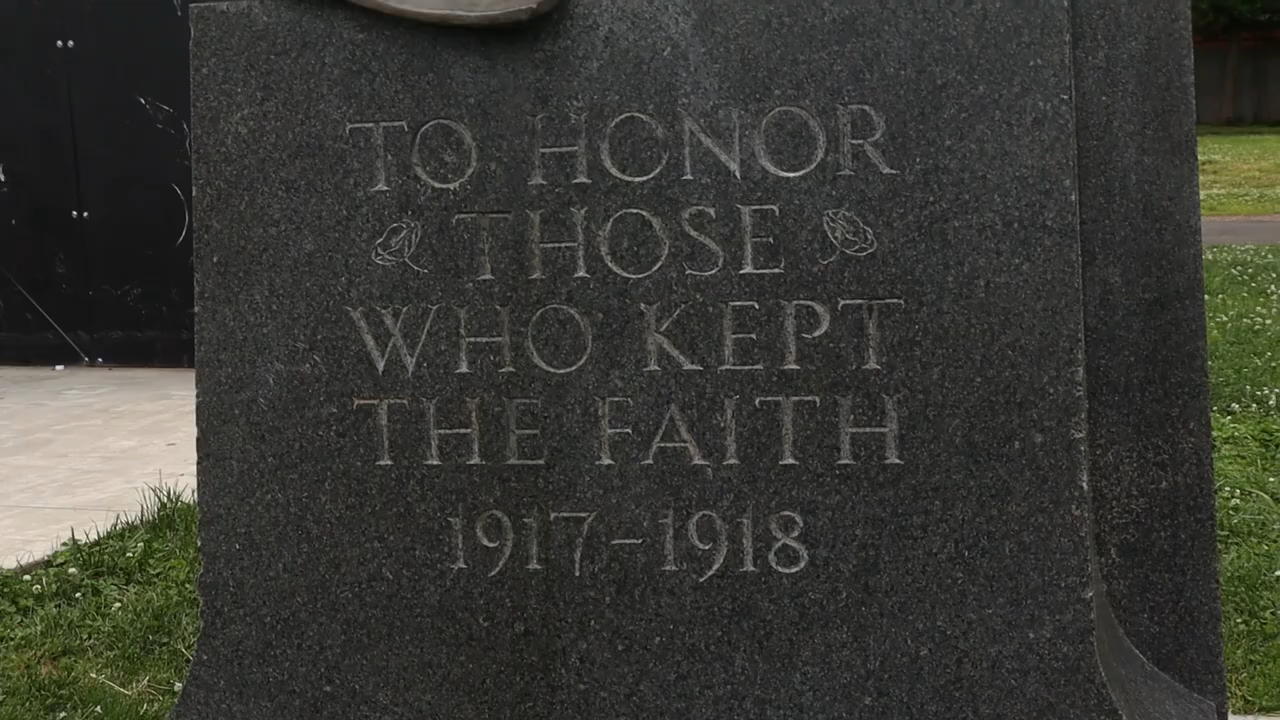 TO HONOR
THOSE
WHO KEPT
THE FAITH
1917-1918